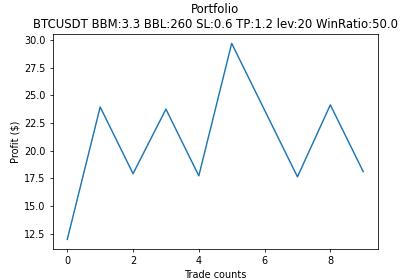 Portfolio
BTCUSDT BBM:3.3 BBL:260 SL:0.6 TP:1.2 lev:20 WinRatio:50.0
30.0
27.5
25.0
22.5
20.0
17.5
15.0
12.5
Profit ($)
0 2 4 6 8
Trade counts